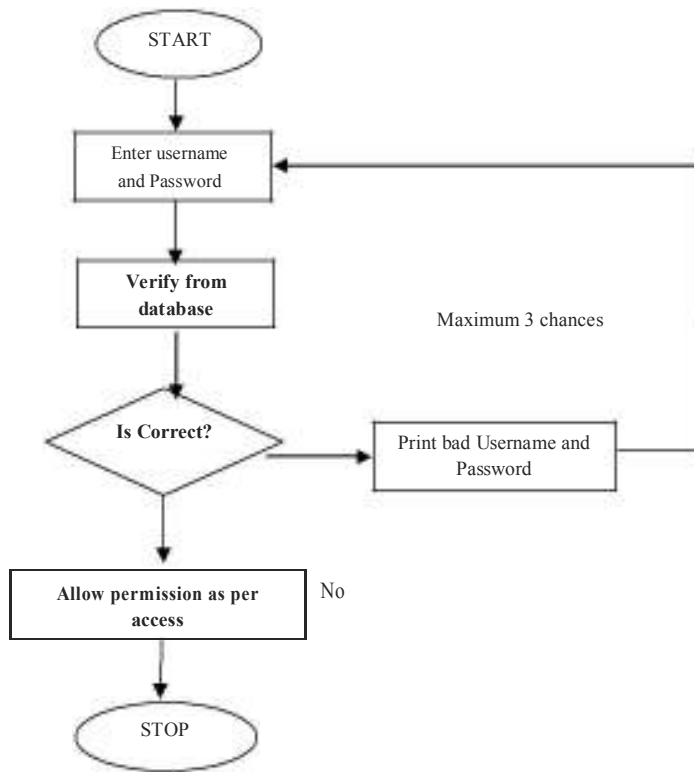 START
Enter username
and Password
Verify from
database
Maximum 3 chances
Is Correct?
Print bad Username and
Password
Allow permission as per
access
No
STOP